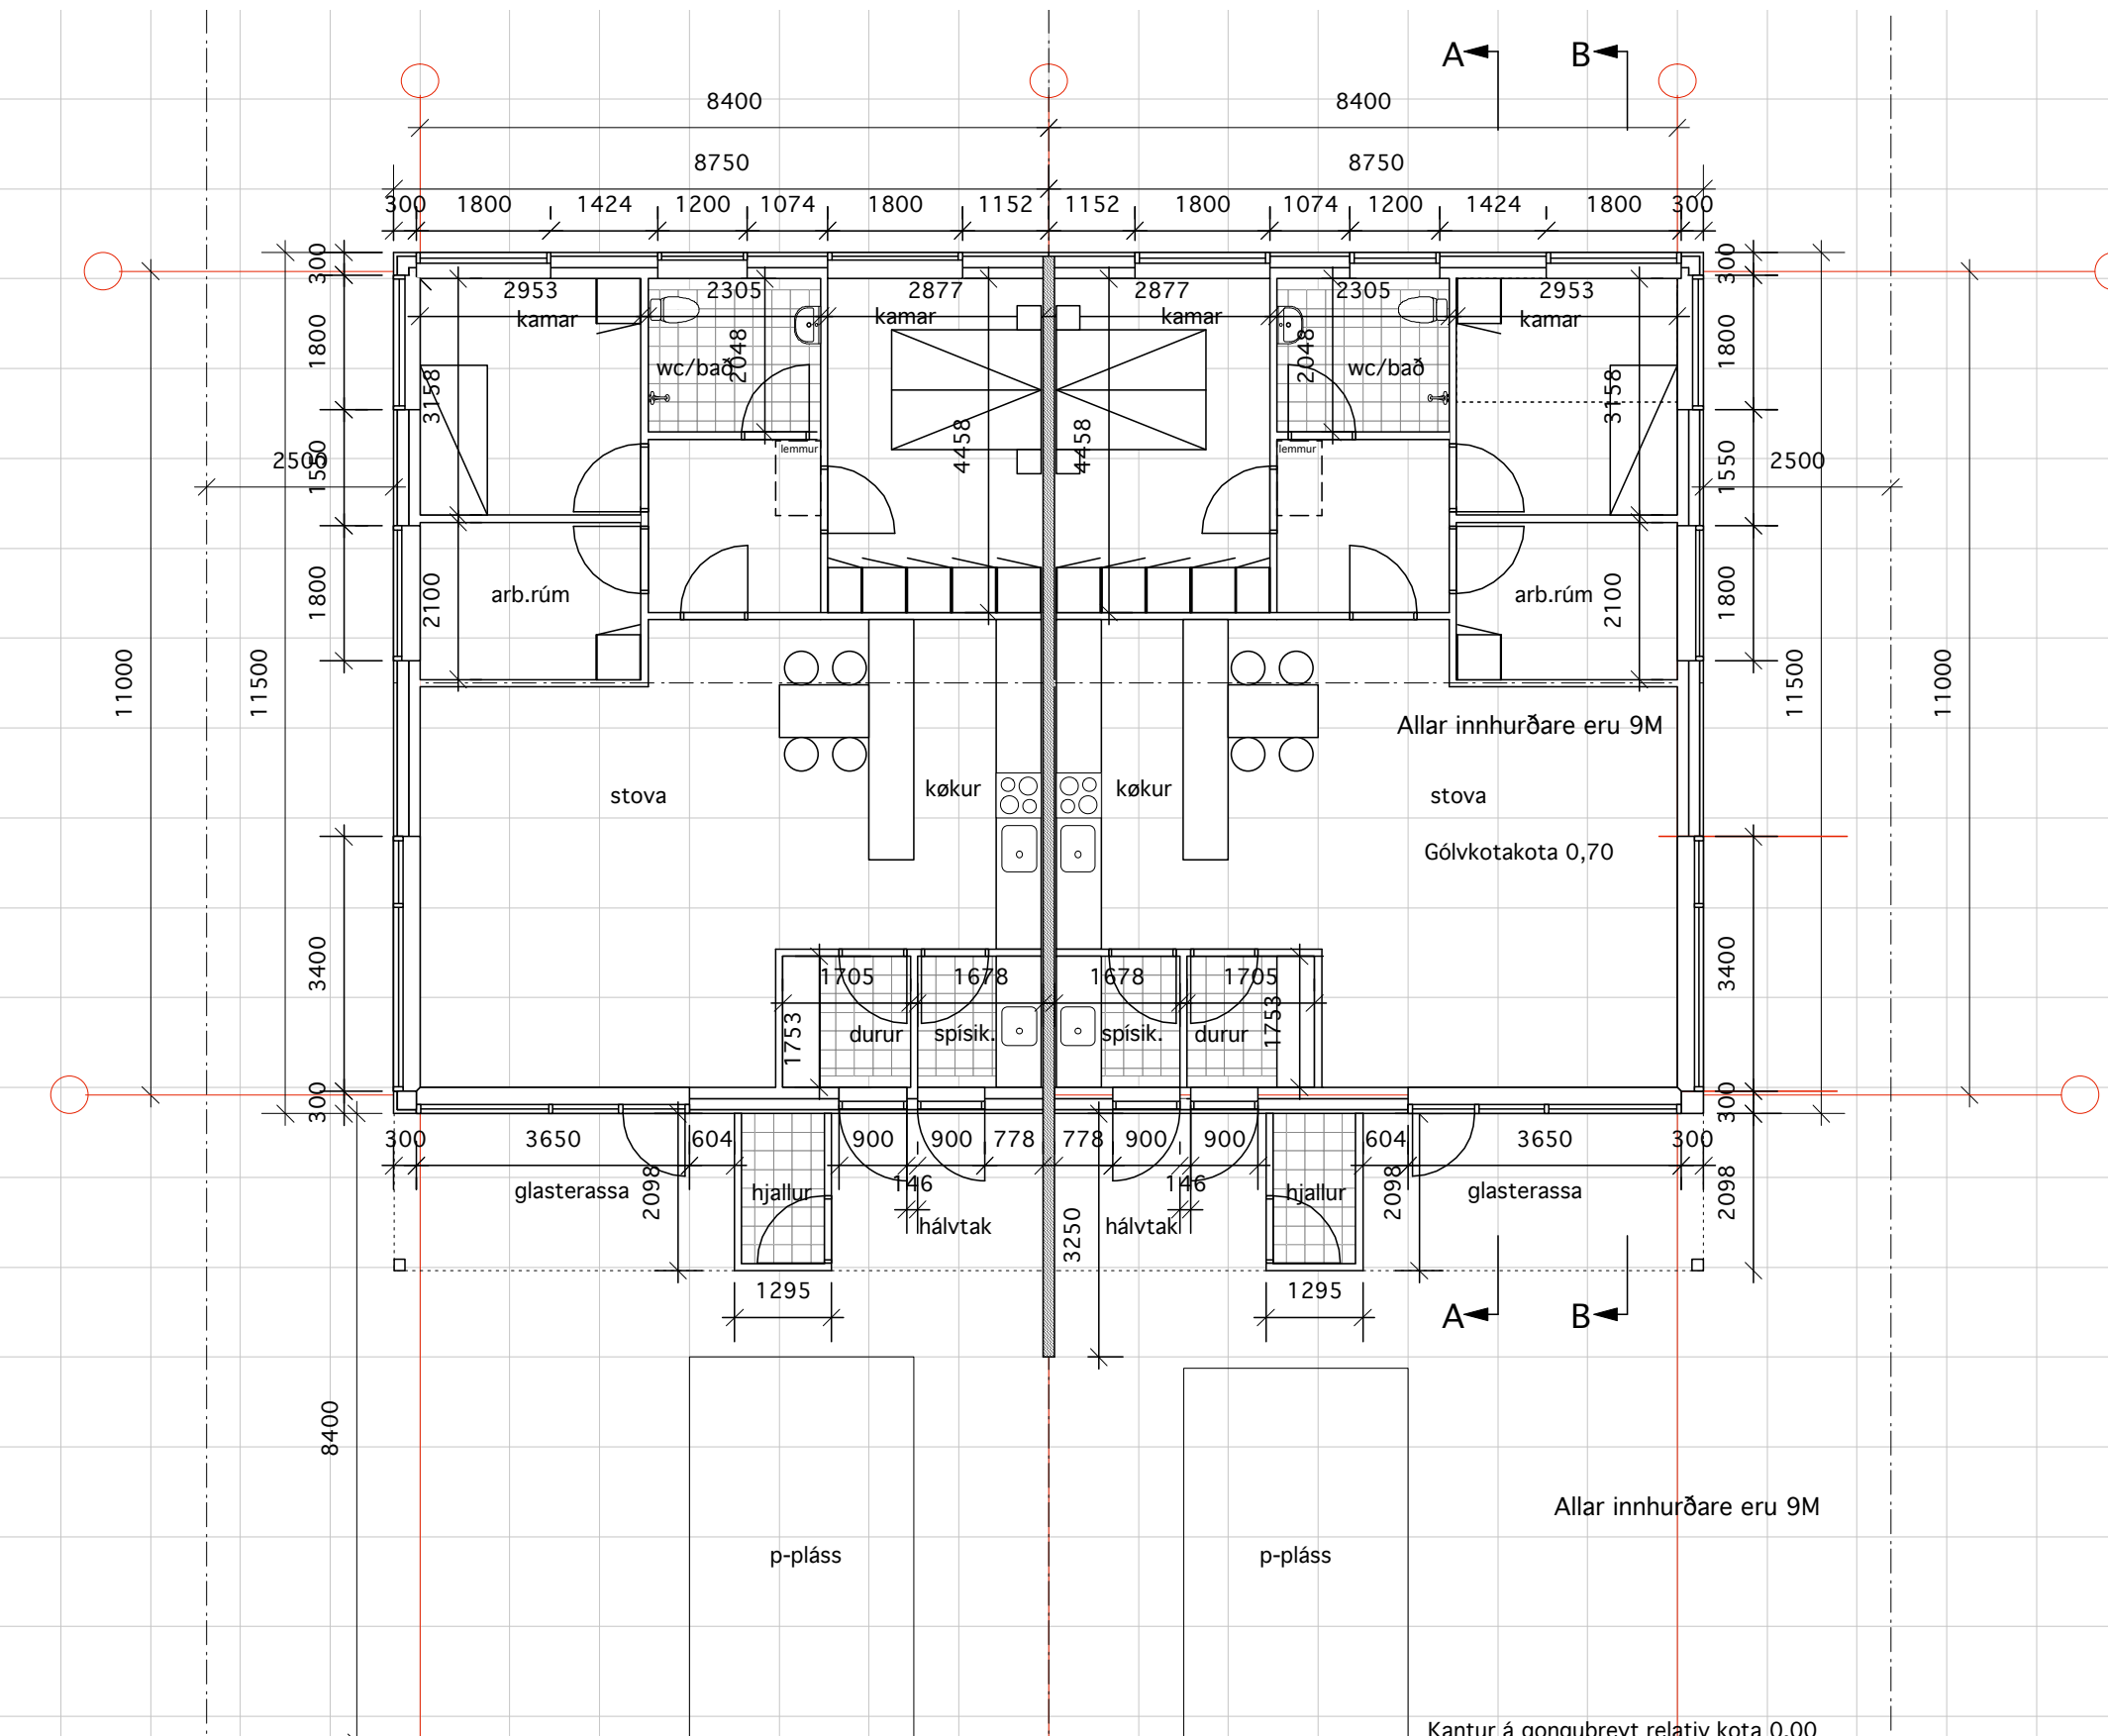 A B
8400 8400
8750 8750
300 1800 1424 1200 1074 1800 1152 1152 1800 1074 1200 1424 1800 300
300 300
2953 2305 2877 2877 2305 2953
kamar kamar kamar kamar
1800 2048 2048 1800
wc/bað wc/bað
3158 3158
4458 4458
lemmur lemmur
2500 1550 1550 2500
1800 2100 arb.rúm arb.rúm 2100 1800
11000 11500 11500 11000
Allar innhurðare eru 9M
stova køkur køkur stova
Gólvkotakota 0,70
3400 3400
1705 1678 1678 1705
1753 durur spísik. spísik. durur 1753
300 300
300 3650 604 900 900 778 778 900 900 604 3650 300
glasterassa 2098 hjallur 146 146 hjallur 2098 glasterassa 2098
hálvtak 3250 hálvtak
1295 1295
A B
8400
Allar innhurðare eru 9M
p-pláss p-pláss
Kantur á gongubreyt relativ kota 0.00